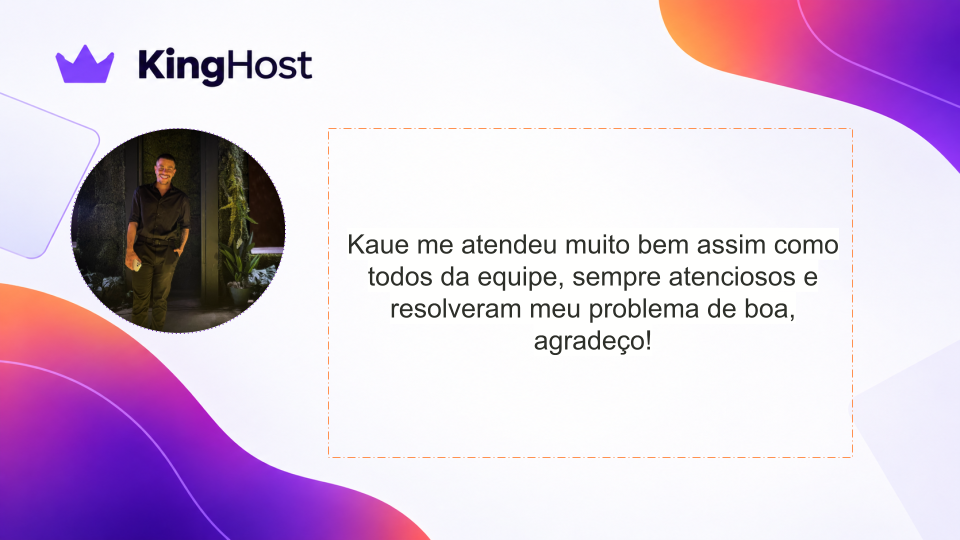 KingHost
Kaue me atendeu muito bem assim como
todos da equipe, sempre atenciosos e
resolveram meu problema de boa,
agradeço!